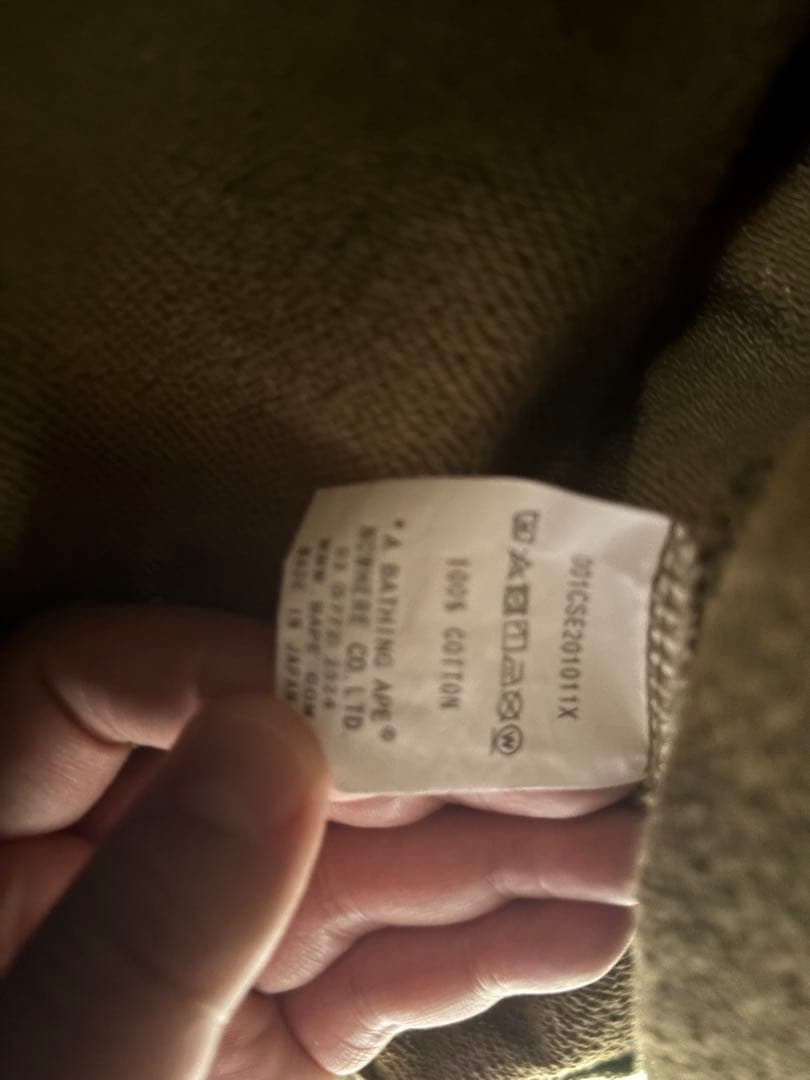 001CSE201011X
W
100% COTTON
*A BATHING APE®
NOWHERE CO.LTD.
WWW BAPE COM
MADE IN JAPAN